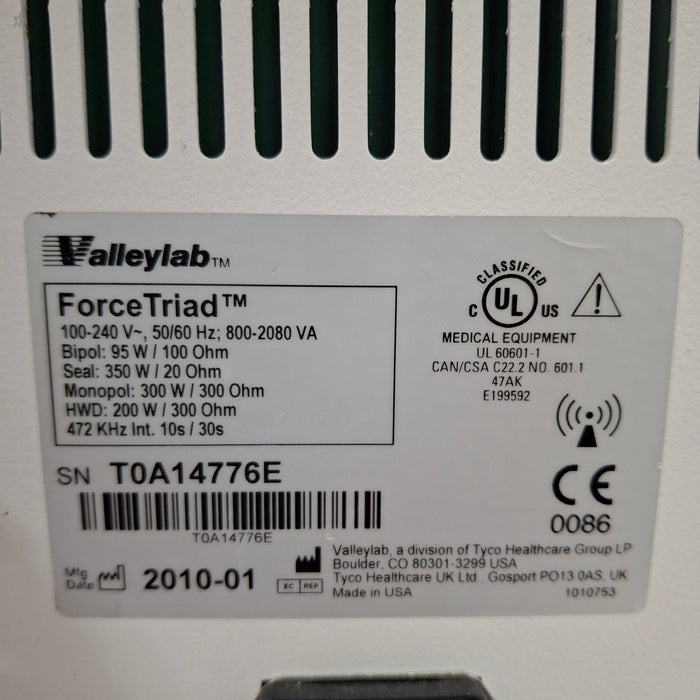 Valleylab™
ForceTriad™
100-240 V~, 50/60 Hz; 800-2080 VA
Bipol: 95 W / 100 Ohm
Seal: 350 W / 20 Ohm
Monopol: 300 W / 300 Ohm
HWD: 200 W / 300 Ohm
472 KHz Int. 10s / 30s
CLASSIFIED
C UL US
MEDICAL EQUIPMENT
UL 60601-1
CAN/CSA C22.2 NO. 601.1
47AK
E199592
SN T0A14776E
T0A14776E
CE
0086
Mfg
Date 2010-01
EC REP
Valleylab, a division of Tyco Healthcare Group LP
Boulder, CO 80301-3299 USA
Tyco Healthcare UK Ltd . Gosport PO13 0AS, UK
Made in USA
1010753